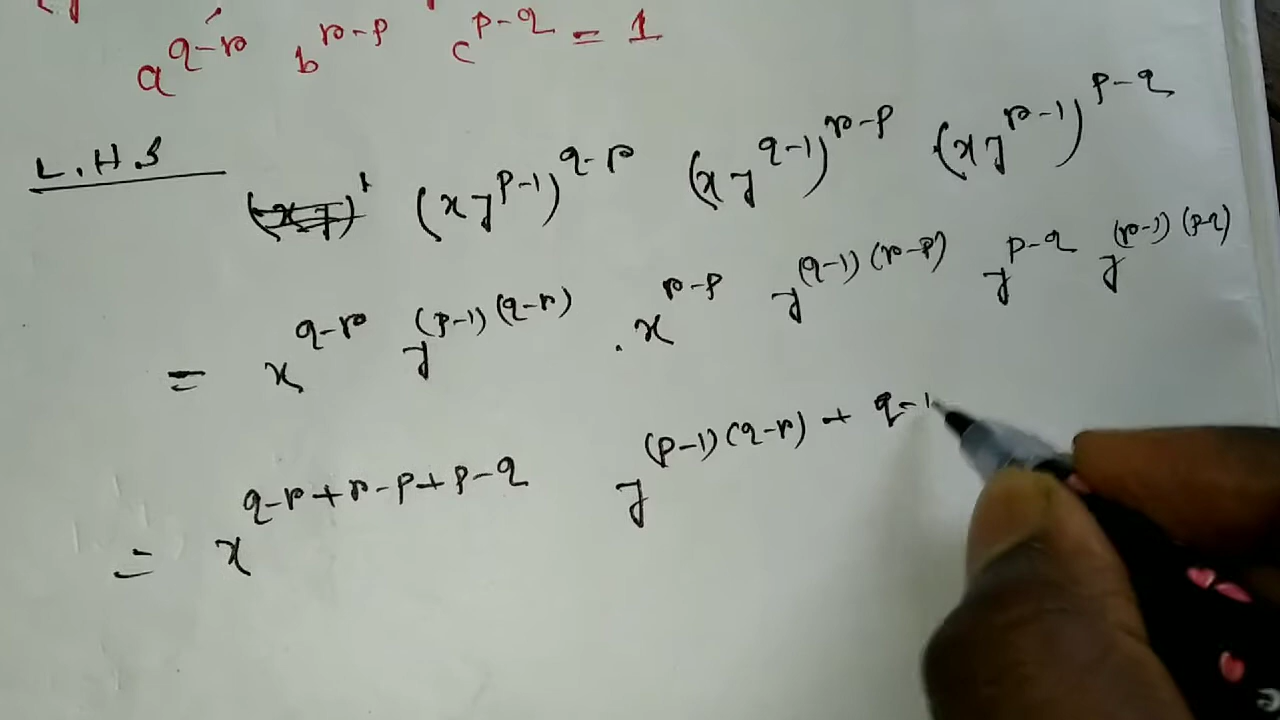 a^{q-r} b^{r-p} c^{p-q} = 1
L.H.S
(xy^{p-1})^{q-r} (xy^{q-1})^{r-p} (xy^{r-1})^{p-q}
= x^{q-r} y^{(p-1)(q-r)} . x^{r-p} y^{(q-1)(r-p)} y^{p-q} y^{(r-1)(p-q)}
= x^{q-r+r-p+p-q} y^{(p-1)(q-r) + q-1}